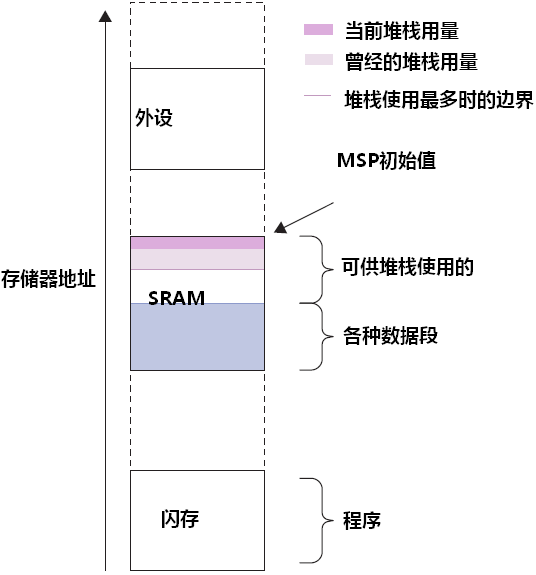 当前堆栈用量
曾经的堆栈用量
堆栈使用最多时的边界
外设
MSP初始值
存储器地址
可供堆栈使用的
SRAM
各种数据段
闪存
程序